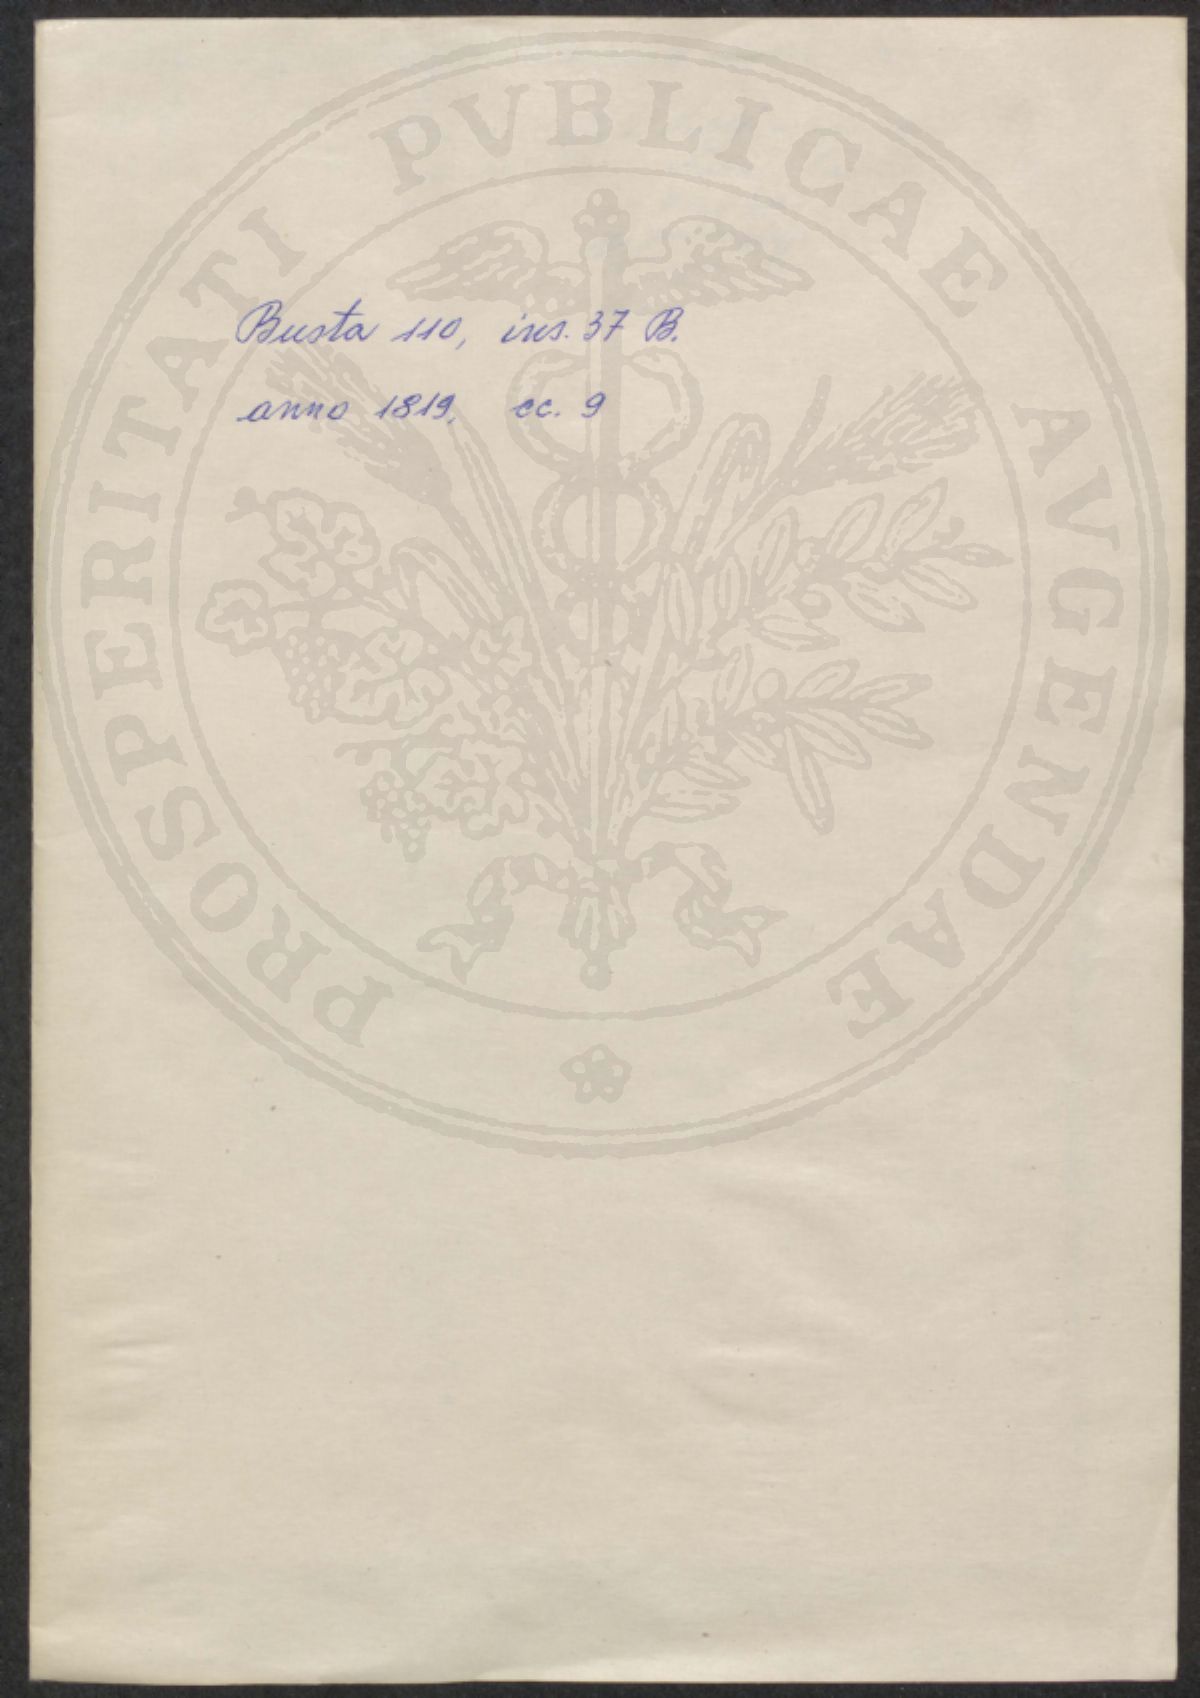 PROSPERITATI PVBLICAE AVGENDAE
Busta 110, ins. 37 B.
anno 1819, cc. 9